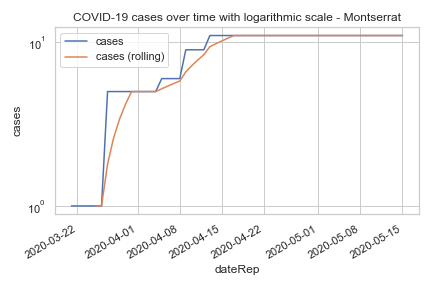 COVID-19 cases over time with logarithmic scale - Montserrat
10¹
cases
cases (rolling)
cases
10⁰
2020-03-22
2020-04-01
2020-04-08
2020-04-15
2020-04-22
2020-05-01
2020-05-08
2020-05-15
dateRep